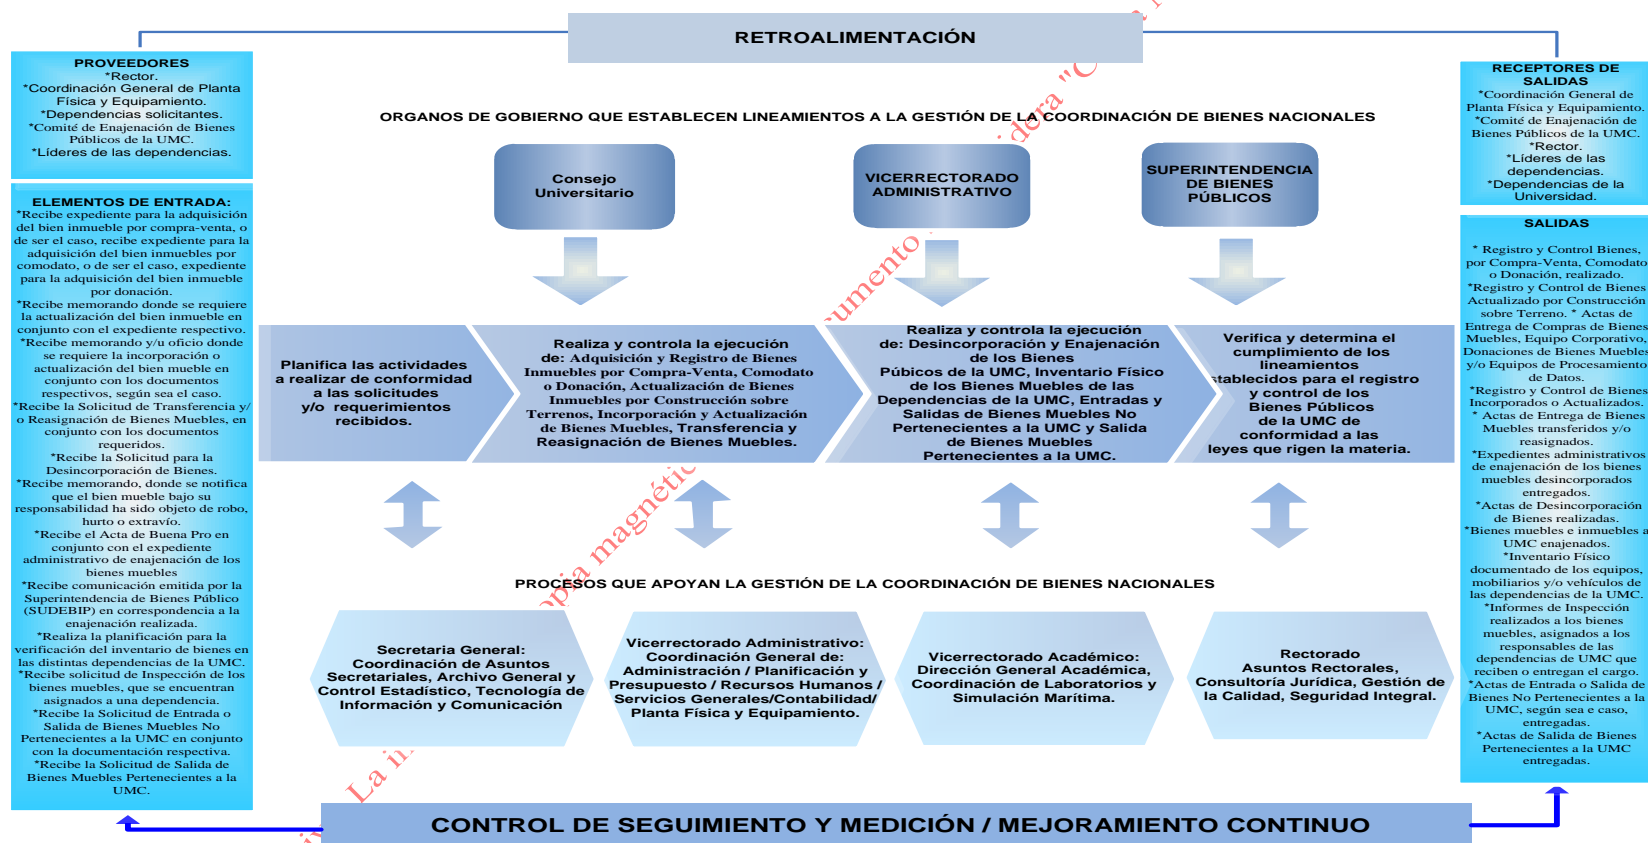 RETROALIMENTACIÓN
PROVEEDORES
*Rector.
*Coordinación General de Planta
Física y Equipamiento.
*Dependencias solicitantes.
*Comité de Enajenación de Bienes
Públicos de la UMC.
*Líderes de las dependencias.
ELEMENTOS DE ENTRADA:
*Recibe expediente para la adquisición
del bien inmueble por compra-venta, o
de ser el caso, recibe expediente para la
adquisición del bien inmuebles por
comodato, o de ser el caso, expediente
para la adquisición del bien inmueble
por donación.
*Recibe memorando donde se requiere
la actualización del bien inmueble en
conjunto con el expediente respectivo.
*Recibe memorando y/u oficio donde
se requiere la incorporación o
actualización del bien mueble en
conjunto con los documentos
respectivos, según sea el caso.
*Recibe la Solicitud de Transferencia y/
o Reasignación de Bienes Muebles, en
conjunto con los documentos
requeridos.
*Recibe la Solicitud para la
Desincorporación de Bienes.
*Recibe memorando, donde se notifica
que el bien mueble bajo su
responsabilidad ha sido objeto de robo,
hurto o extravío.
*Recibe el Acta de Buena Pro en
conjunto con el expediente
administrativo de enajenación de los
bienes muebles
*Recibe comunicación emitida por la
Superintendencia de Bienes Público
(SUDEBIP) en correspondencia a la
enajenación realizada.
*Realiza la planificación para la
verificación del inventario de bienes en
las distintas dependencias de la UMC.
*Recibe solicitud de Inspección de los
bienes muebles, que se encuentran
asignados a una dependencia.
*Recibe la Solicitud de Entrada o
Salida de Bienes Muebles No
Pertenecientes a la UMC en conjunto
con la documentación respectiva.
*Recibe la Solicitud de Salida de
Bienes Muebles Pertenecientes a la
UMC.
ORGANOS DE GOBIERNO QUE ESTABLECEN LINEAMIENTOS A LA GESTIÓN DE LA COORDINACIÓN DE BIENES NACIONALES
Consejo
Universitario
VICERRECTORADO
ADMINISTRATIVO
SUPERINTENDENCIA
DE BIENES
PÚBLICOS
Planifica las actividades
a realizar de conformidad
a las solicitudes
y/o requerimientos
recibidos.
Realiza y controla la ejecución
de: Adquisición y Registro de Bienes
Inmuebles por Compra-Venta, Comodato
o Donación, Actualización de Bienes
Inmuebles por Construcción sobre
Terrenos, Incorporación y Actualización
de Bienes Muebles, Transferencia y
Reasignación de Bienes Muebles.
Realiza y controla la ejecución
de: Desincorporación y Enajenación
de los Bienes
Púbicos de la UMC, Inventario Físico
de los Bienes Muebles de las
Dependencias de la UMC, Entradas y
Salidas de Bienes Muebles No
Pertenecientes a la UMC y Salida
de Bienes Muebles
Pertenecientes a la UMC.
Verifica y determina el
cumplimiento de los
lineamientos
stablecidos para el registro
y control de los
Bienes Públicos
de la UMC de
conformidad a las
leyes que rigen la materia.
PROCESOS QUE APOYAN LA GESTIÓN DE LA COORDINACIÓN DE BIENES NACIONALES
Secretaria General:
Coordinación de Asuntos
Secretariales, Archivo General y
Control Estadístico, Tecnología de
Información y Comunicación
Vicerrectorado Administrativo:
Coordinación General de:
Administración / Planificación y
Presupuesto / Recursos Humanos /
Servicios Generales/Contabilidad/
Planta Física y Equipamiento.
Vicerrectorado Académico:
Dirección General Académica,
Coordinación de Laboratorios y
Simulación Marítima.
Rectorado
Asuntos Rectorales,
Consultoría Jurídica, Gestión de
la Calidad, Seguridad Integral.
RECEPTORES DE
SALIDAS
*Coordinación General de
Planta Física y Equipamiento.
*Comité de Enajenación de
Bienes Públicos de la UMC.
*Rector.
*Líderes de las
dependencias.
*Dependencias de la
Universidad.
SALIDAS
* Registro y Control Bienes,
por Compra-Venta, Comodato
o Donación, realizado.
*Registro y Control de Bienes
Actualizado por Construcción
sobre Terreno. * Actas de
Entrega de Compras de Bienes
Muebles, Equipo Corporativo,
Donaciones de Bienes Muebles
y/o Equipos de Procesamiento
de Datos.
*Registro y Control de Bienes
Incorporados o Actualizados.
* Actas de Entrega de Bienes
Muebles transferidos y/o
reasignados.
*Expedientes administrativos
de enajenación de los bienes
muebles desincorporados
entregados.
*Actas de Desincorporación
de Bienes realizadas.
*Bienes muebles e inmuebles a
UMC enajenados.
*Inventario Físico
documentado de los equipos,
mobiliarios y/o vehículos de
las dependencias de la UMC.
*Informes de Inspección
realizados a los bienes
muebles, asignados a los
responsables de las
dependencias de UMC que
reciben o entregan el cargo.
*Actas de Entrada o Salida de
Bienes No Pertenecientes a la
UMC, según sea e caso,
entregadas.
*Actas de Salida de Bienes
Pertenecientes a la UMC
entregadas.
CONTROL DE SEGUIMIENTO Y MEDICIÓN / MEJORAMIENTO CONTINUO